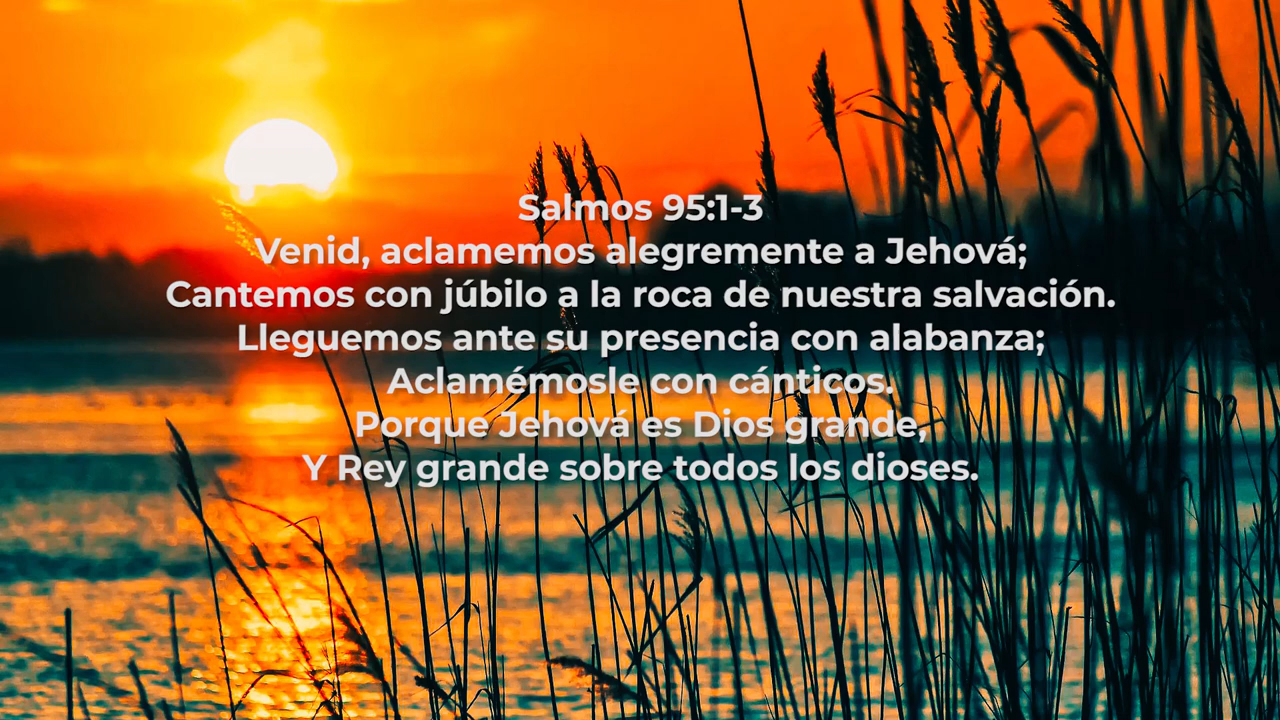 Salmos 95:1-3
Venid, aclamemos alegremente a Jehová;
Cantemos con júbilo a la roca de nuestra salvación.
Lleguemos ante su presencia con alabanza;
Aclamémosle con cánticos.
Porque Jehová es Dios grande,
Y Rey grande sobre todos los dioses.